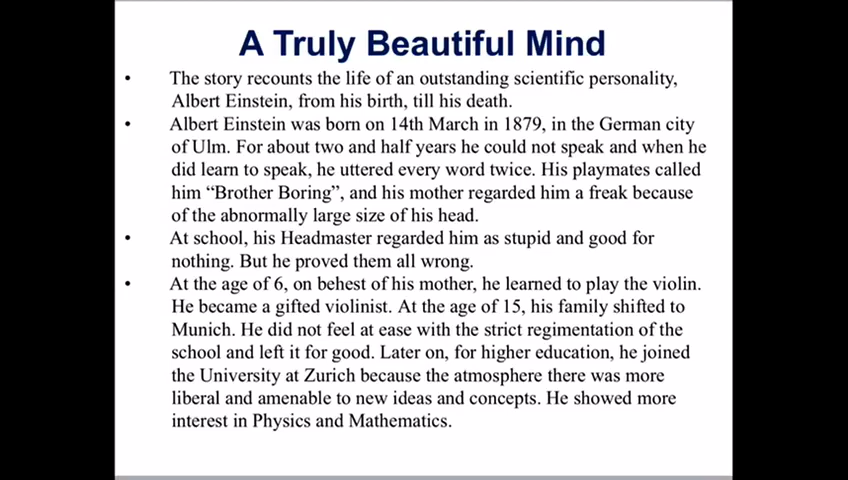 A Truly Beautiful Mind
• The story recounts the life of an outstanding scientific personality,
Albert Einstein, from his birth, till his death.
• Albert Einstein was born on 14th March in 1879, in the German city
of Ulm. For about two and half years he could not speak and when he
did learn to speak, he uttered every word twice. His playmates called
him “Brother Boring”, and his mother regarded him a freak because
of the abnormally large size of his head.
• At school, his Headmaster regarded him as stupid and good for
nothing. But he proved them all wrong.
• At the age of 6, on behest of his mother, he learned to play the violin.
He became a gifted violinist. At the age of 15, his family shifted to
Munich. He did not feel at ease with the strict regimentation of the
school and left it for good. Later on, for higher education, he joined
the University at Zurich because the atmosphere there was more
liberal and amenable to new ideas and concepts. He showed more
interest in Physics and Mathematics.